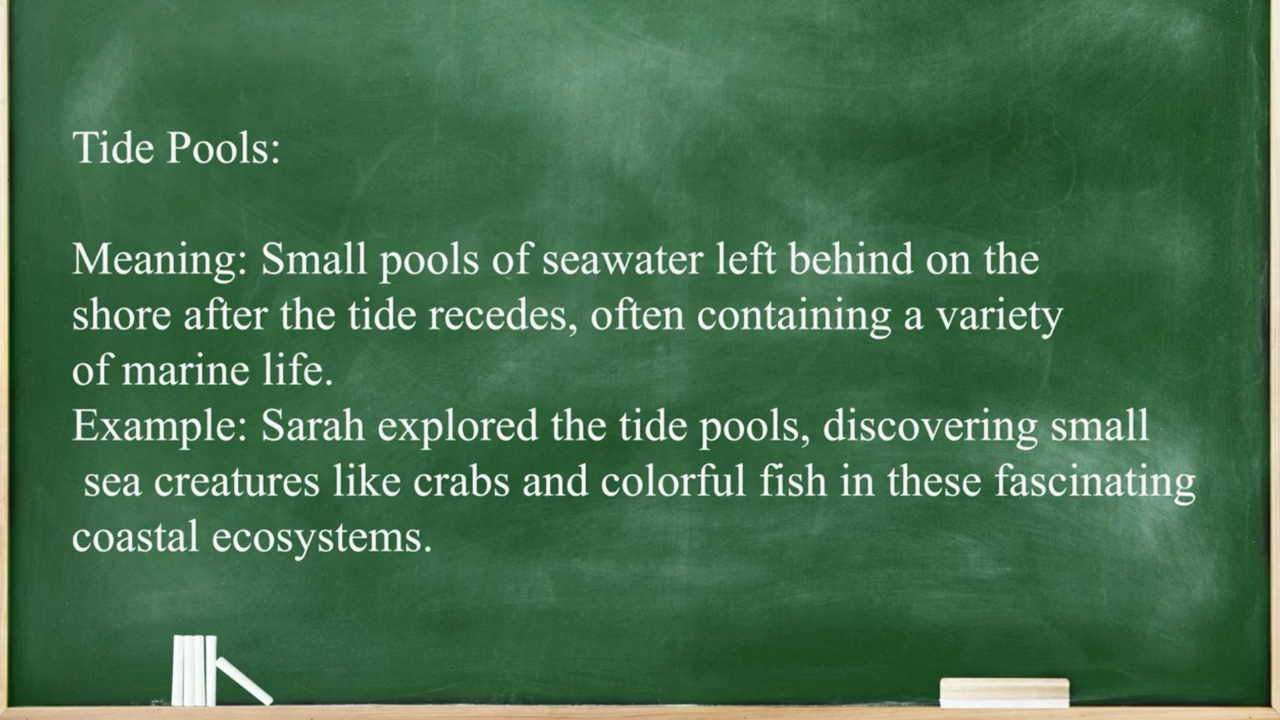 Tide Pools:
Meaning: Small pools of seawater left behind on the
shore after the tide recedes, often containing a variety
of marine life.
Example: Sarah explored the tide pools, discovering small
sea creatures like crabs and colorful fish in these fascinating
coastal ecosystems.